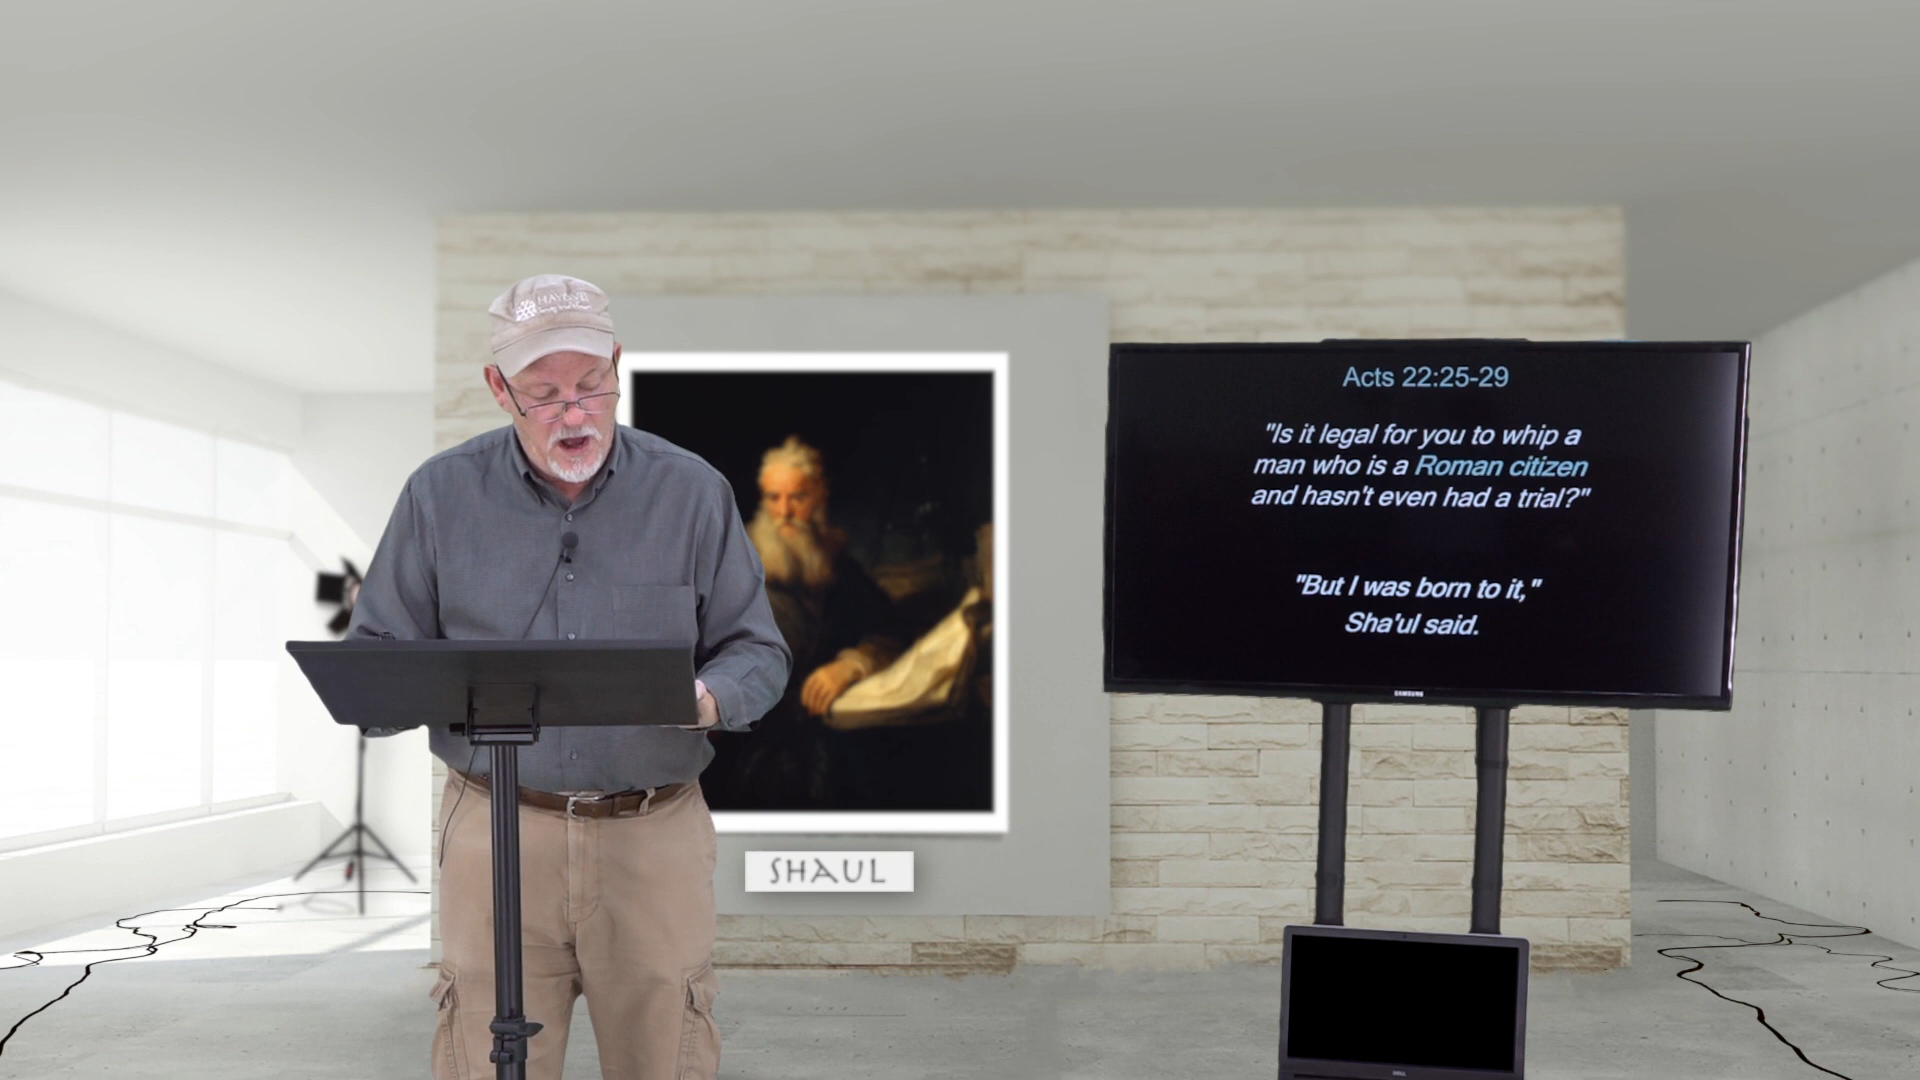 HAYESVI
SHAUL
Acts 22:25-29
"Is it legal for you to whip a
man who is a Roman citizen
and hasn't even had a trial?"
"But I was born to it,"
Sha'ul said.
SAMSUNG
DELL